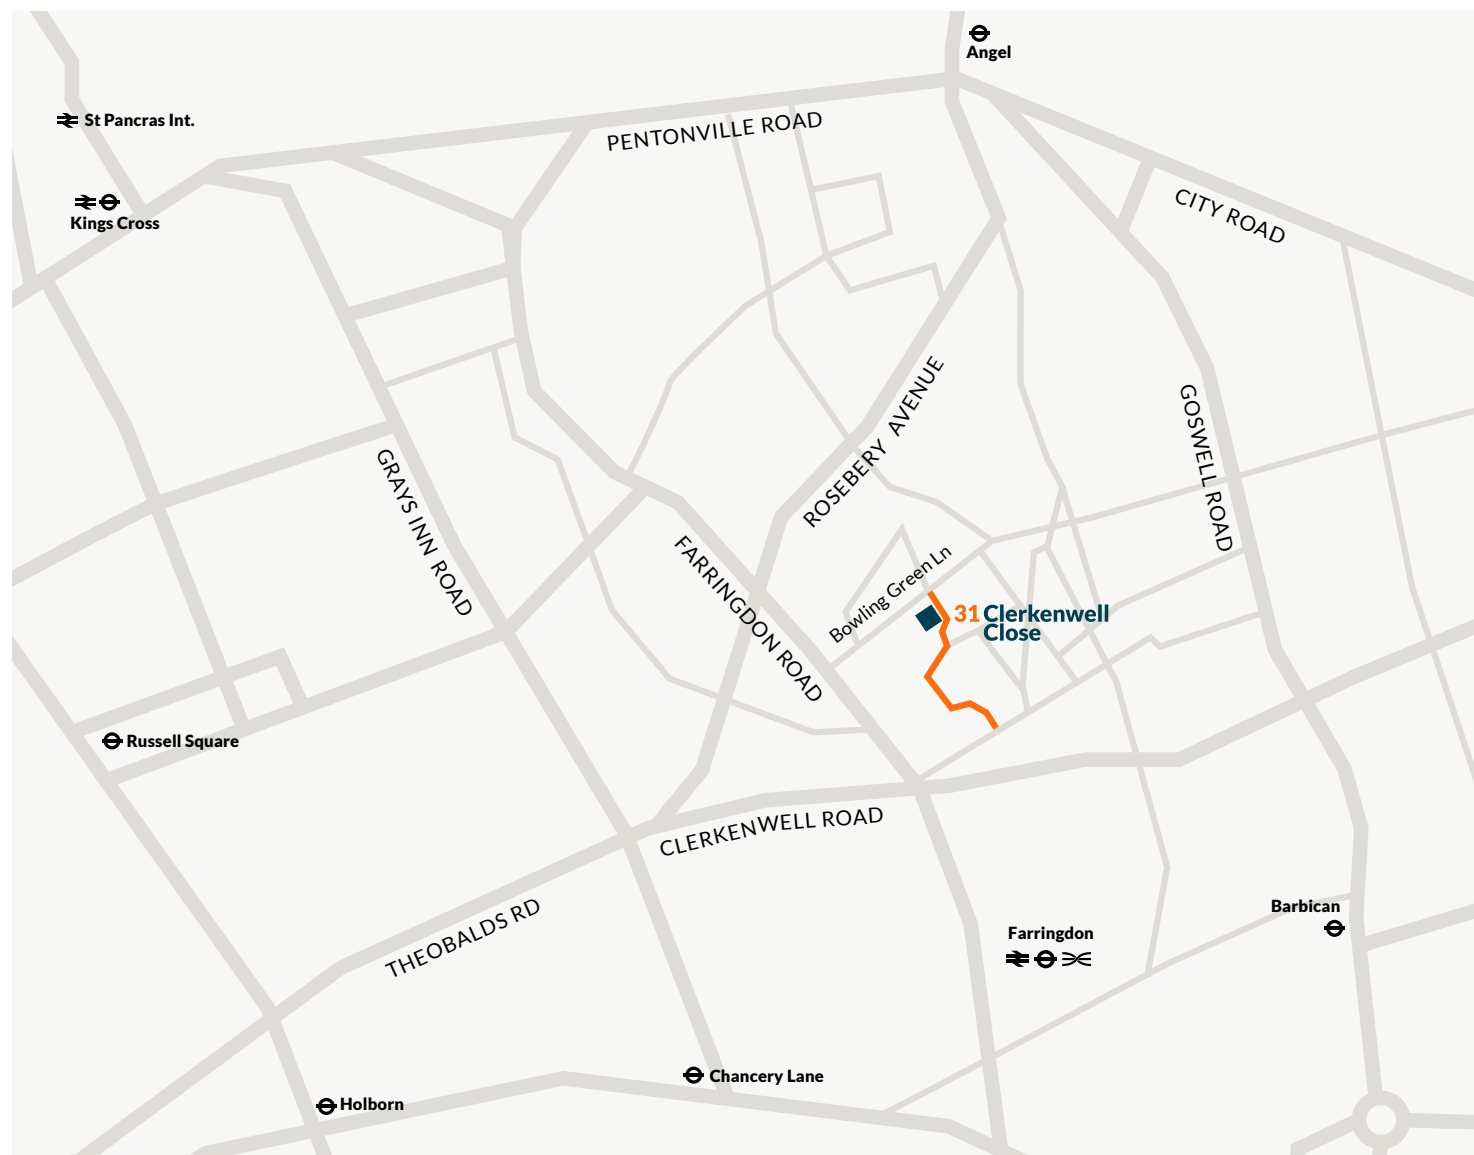 Angel
St Pancras Int.
PENTONVILLE ROAD
CITY ROAD
Kings Cross
ROSEBERY AVENUE
GOSWELL ROAD
GRAYS INN ROAD
FARRINGDON ROAD
Bowling Green Ln
31 Clerkenwell
Close
Russell Square
CLERKENWELL ROAD
THEOBALDS RD
Barbican
Farringdon
Chancery Lane
Holborn